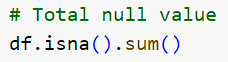 # Total null value
df.isna().sum()